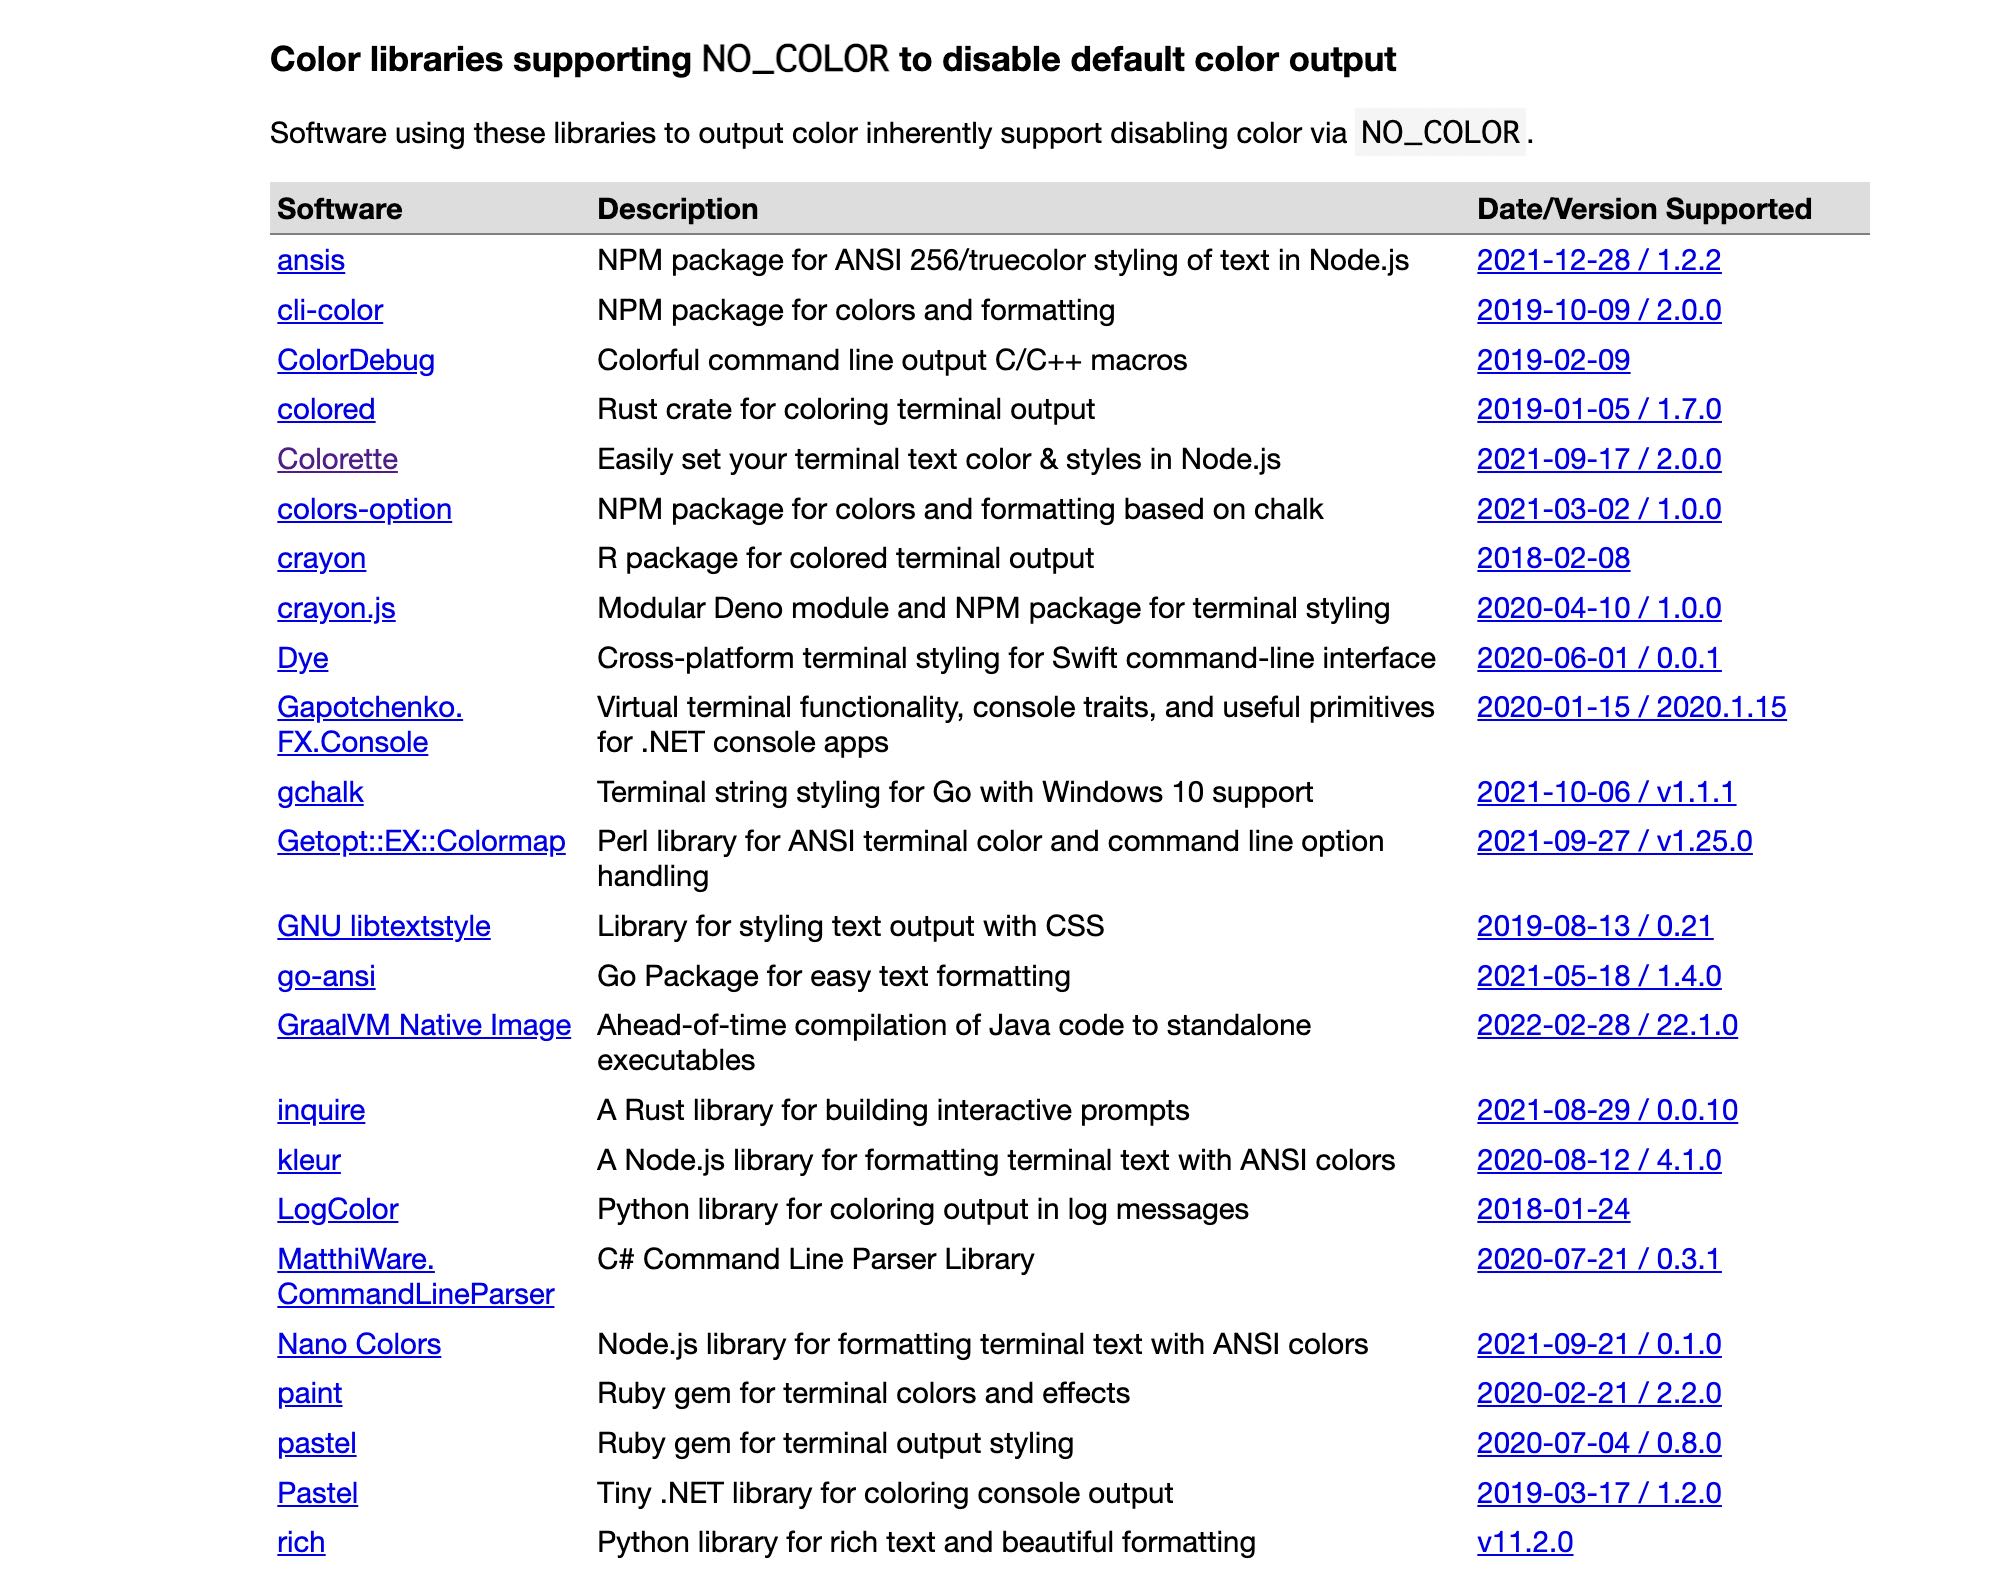 Color libraries supporting NO_COLOR to disable default color output
Software using these libraries to output color inherently support disabling color via NO_COLOR.
Software Description Date/Version Supported
ansis NPM package for ANSI 256/truecolor styling of text in Node.js 2021-12-28 / 1.2.2
cli-color NPM package for colors and formatting 2019-10-09 / 2.0.0
ColorDebug Colorful command line output C/C++ macros 2019-02-09
colored Rust crate for coloring terminal output 2019-01-05 / 1.7.0
Colorette Easily set your terminal text color & styles in Node.js 2021-09-17 / 2.0.0
colors-option NPM package for colors and formatting based on chalk 2021-03-02 / 1.0.0
crayon R package for colored terminal output 2018-02-08
crayon.js Modular Deno module and NPM package for terminal styling 2020-04-10 / 1.0.0
Dye Cross-platform terminal styling for Swift command-line interface 2020-06-01 / 0.0.1
Gapotchenko. Virtual terminal functionality, console traits, and useful primitives 2020-01-15 / 2020.1.15
FX.Console for .NET console apps
gchalk Terminal string styling for Go with Windows 10 support 2021-10-06 / v1.1.1
Getopt::EX::Colormap Perl library for ANSI terminal color and command line option 2021-09-27 / v1.25.0
handling
GNU libtextstyle Library for styling text output with CSS 2019-08-13 / 0.21
go-ansi Go Package for easy text formatting 2021-05-18 / 1.4.0
GraalVM Native Image Ahead-of-time compilation of Java code to standalone 2022-02-28 / 22.1.0
executables
inquire A Rust library for building interactive prompts 2021-08-29 / 0.0.10
kleur A Node.js library for formatting terminal text with ANSI colors 2020-08-12 / 4.1.0
LogColor Python library for coloring output in log messages 2018-01-24
MatthiWare. C# Command Line Parser Library 2020-07-21 / 0.3.1
CommandLineParser
Nano Colors Node.js library for formatting terminal text with ANSI colors 2021-09-21 / 0.1.0
paint Ruby gem for terminal colors and effects 2020-02-21 / 2.2.0
pastel Ruby gem for terminal output styling 2020-07-04 / 0.8.0
Pastel Tiny .NET library for coloring console output 2019-03-17 / 1.2.0
rich Python library for rich text and beautiful formatting v11.2.0